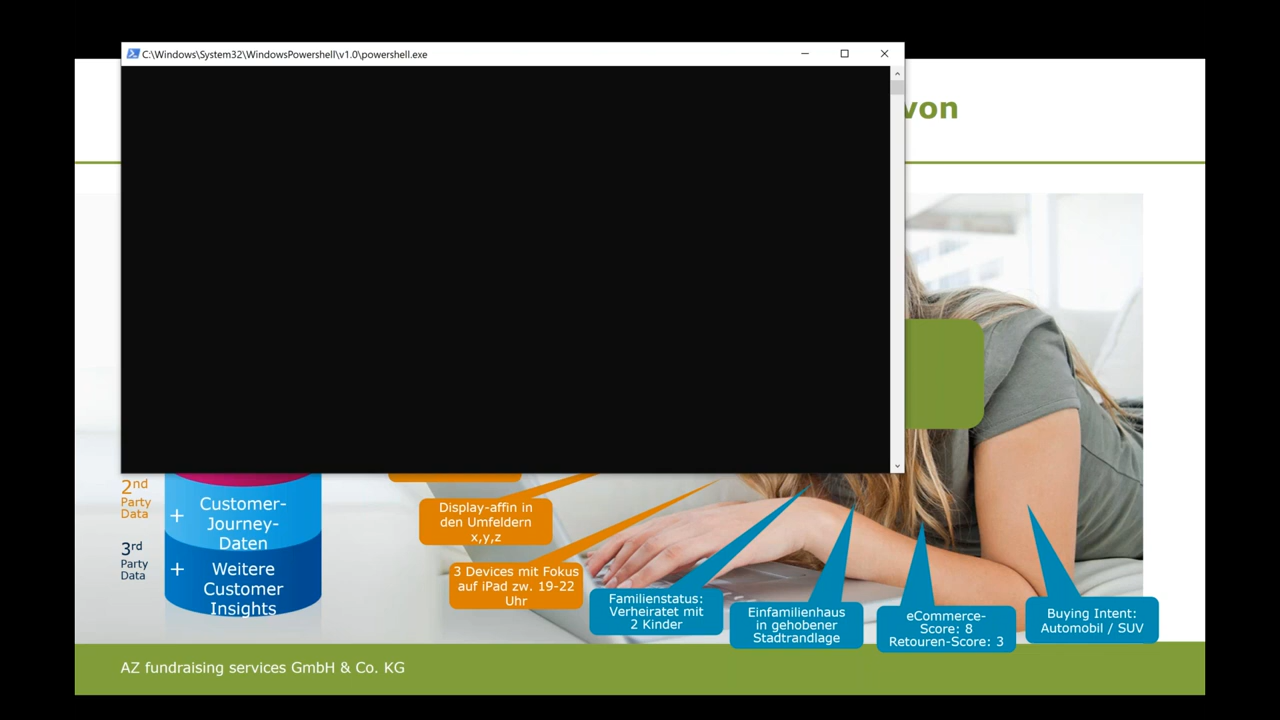 C:\Windows\System32\WindowsPowershell\v1.0\powershell.exe
von
2nd
Party
Data
+
Customer-
Journey-
Daten
3rd
Party
Data
+
Weitere
Customer
Insights
Display-affin in
den Umfeldern
x,y,z
3 Devices mit Fokus
auf iPad zw. 19-22
Uhr
Familienstatus:
Verheiratet mit
2 Kinder
Einfamilienhaus
in gehobener
Stadtrandlage
eCommerce-
Score: 8
Retouren-Score: 3
Buying Intent:
Automobil / SUV
AZ fundraising services GmbH & Co. KG